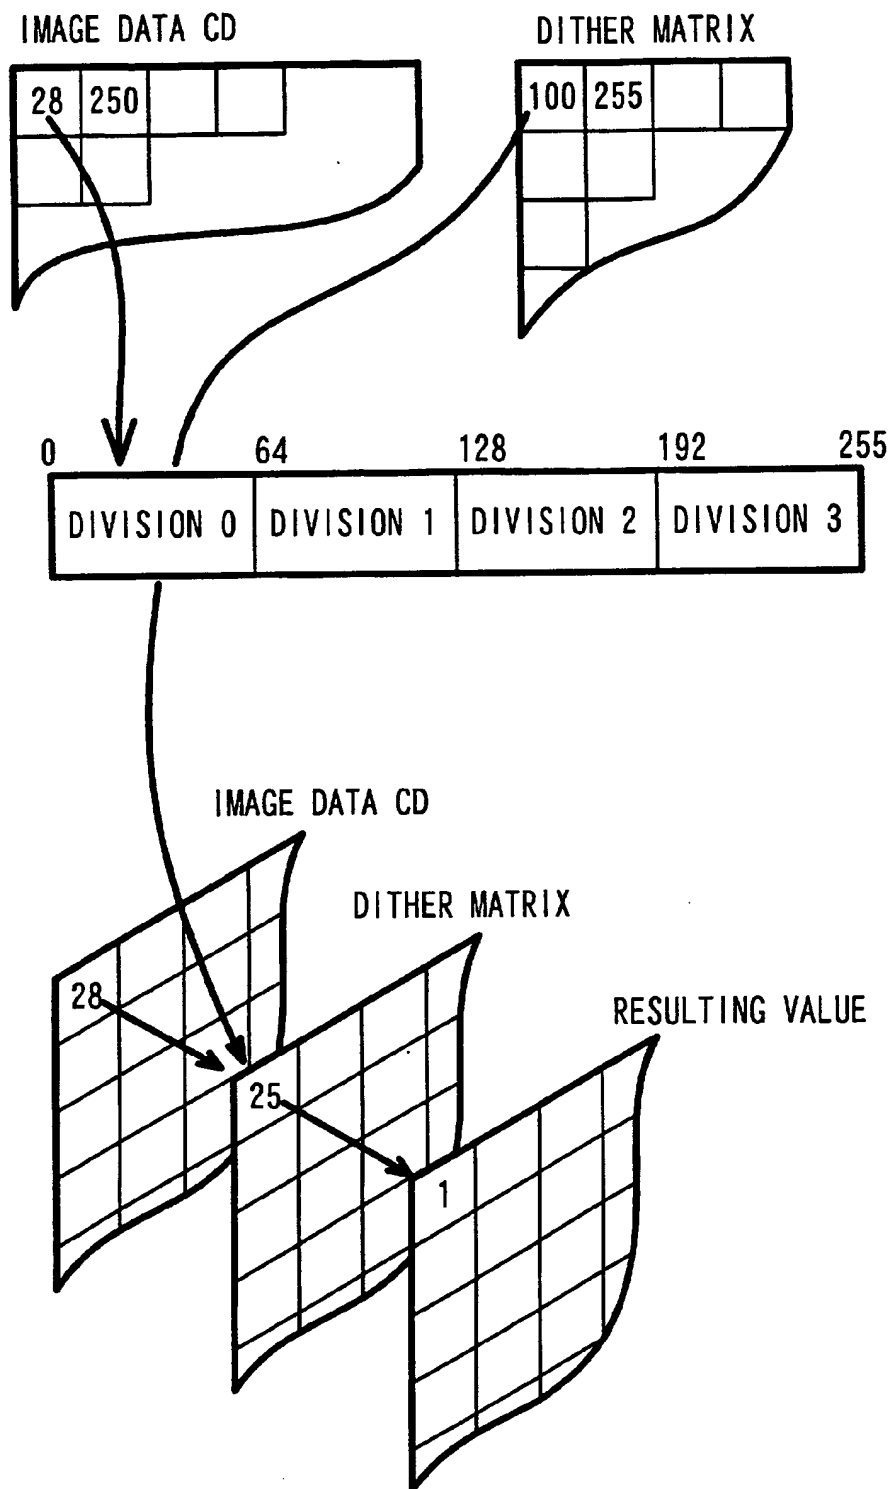 IMAGE DATA CD
DITHER MATRIX
28 250
100 255
0 64 128 192 255
DIVISION 0 DIVISION 1 DIVISION 2 DIVISION 3
IMAGE DATA CD
DITHER MATRIX
28
RESULTING VALUE
25
1